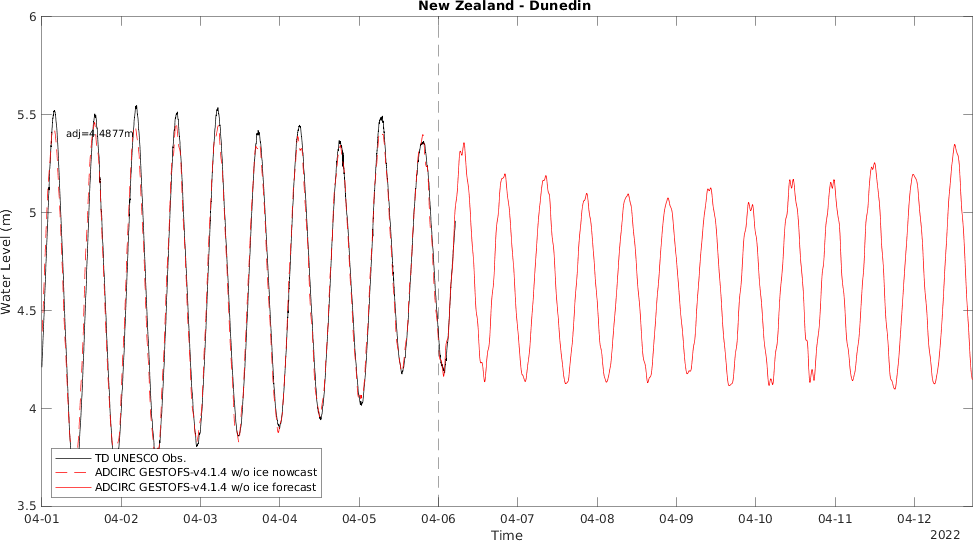 New Zealand - Dunedin
6
5.5
5
4.5
4
3.5
Water Level (m)
adj=4.4877m
TD UNESCO Obs.
ADCIRC GESTOFS-v4.1.4 w/o ice nowcast
ADCIRC GESTOFS-v4.1.4 w/o ice forecast
04-01 04-02 04-03 04-04 04-05 04-06 04-07 04-08 04-09 04-10 04-11 04-12
Time
2022